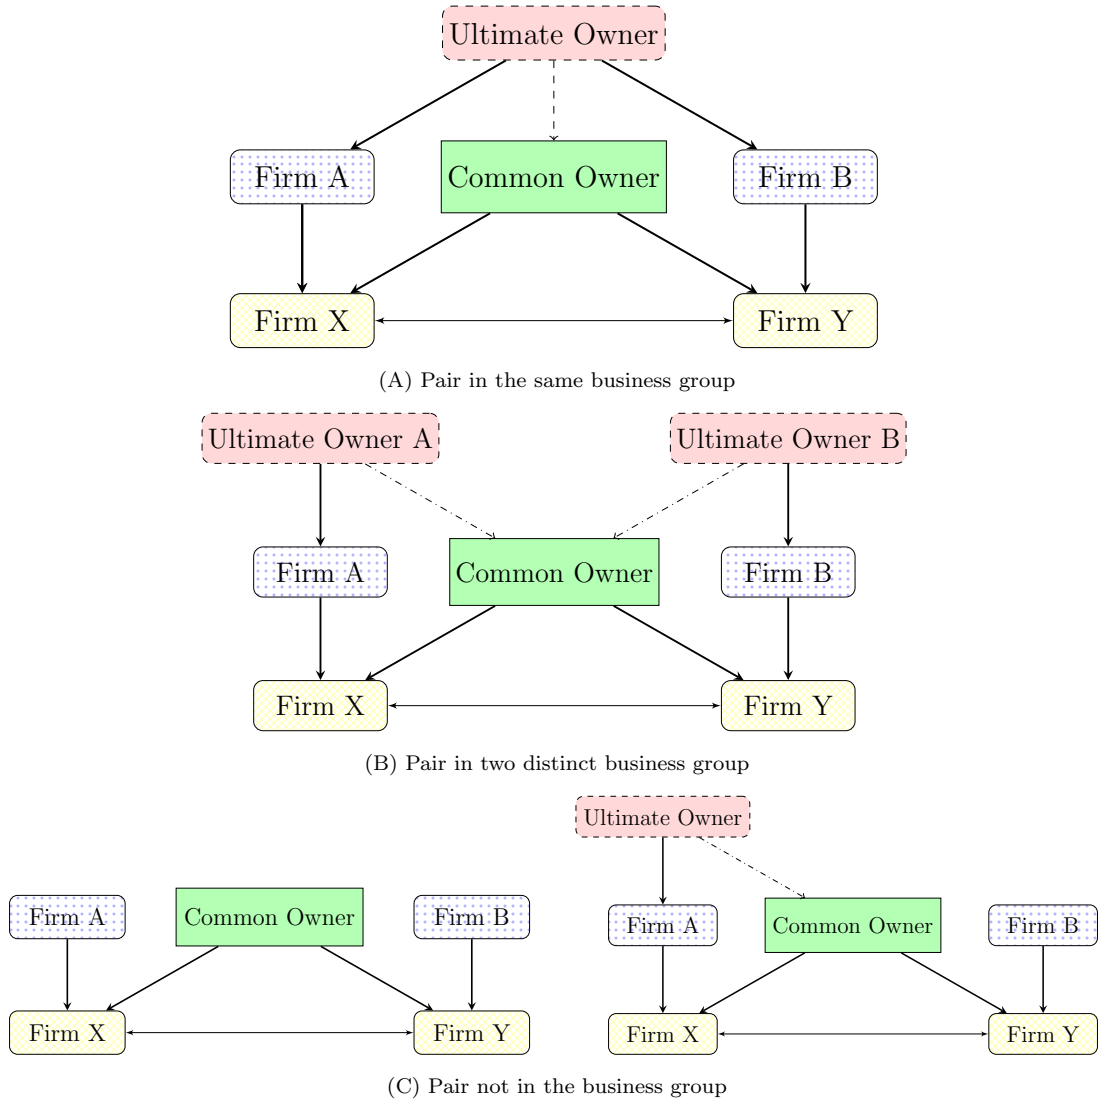 Ultimate Owner
Firm A
Common Owner
Firm B
Firm X
Firm Y
(A) Pair in the same business group
Ultimate Owner A
Ultimate Owner B
Firm A
Common Owner
Firm B
Firm X
Firm Y
(B) Pair in two distinct business group
Firm A
Common Owner
Firm B
Firm X
Firm Y
Ultimate Owner
Firm A
Common Owner
Firm B
Firm X
Firm Y
(C) Pair not in the business group